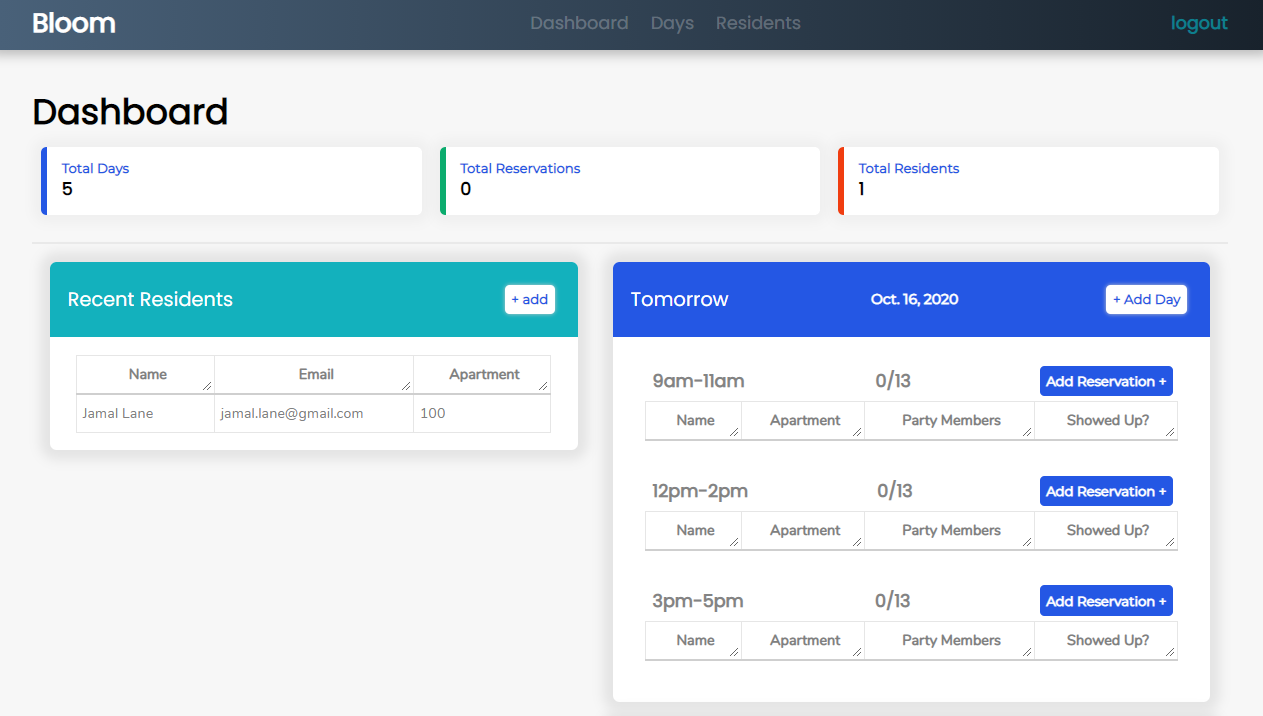 Bloom Dashboard Days Residents logout
Dashboard
Total Days
5
Total Reservations
0
Total Residents
1
Recent Residents + add
Name Email Apartment
Jamal Lane jamal.lane@gmail.com 100
Tomorrow Oct. 16, 2020 + Add Day
9am-11am 0/13 Add Reservation +
Name Apartment Party Members Showed Up?
12pm-2pm 0/13 Add Reservation +
Name Apartment Party Members Showed Up?
3pm-5pm 0/13 Add Reservation +
Name Apartment Party Members Showed Up?